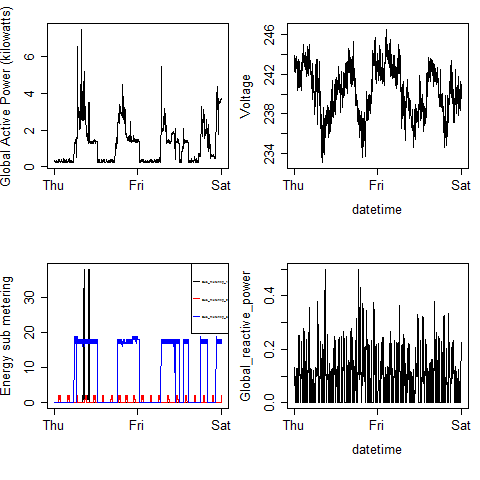 Global Active Power (kilowatts)
0 2 4 6
Thu Fri Sat
Voltage
234 238 242 246
Thu Fri Sat
datetime
Energy sub metering
0 10 20 30
Thu Fri Sat
Global_reactive_power
0.0 0.2 0.4
Thu Fri Sat
datetime